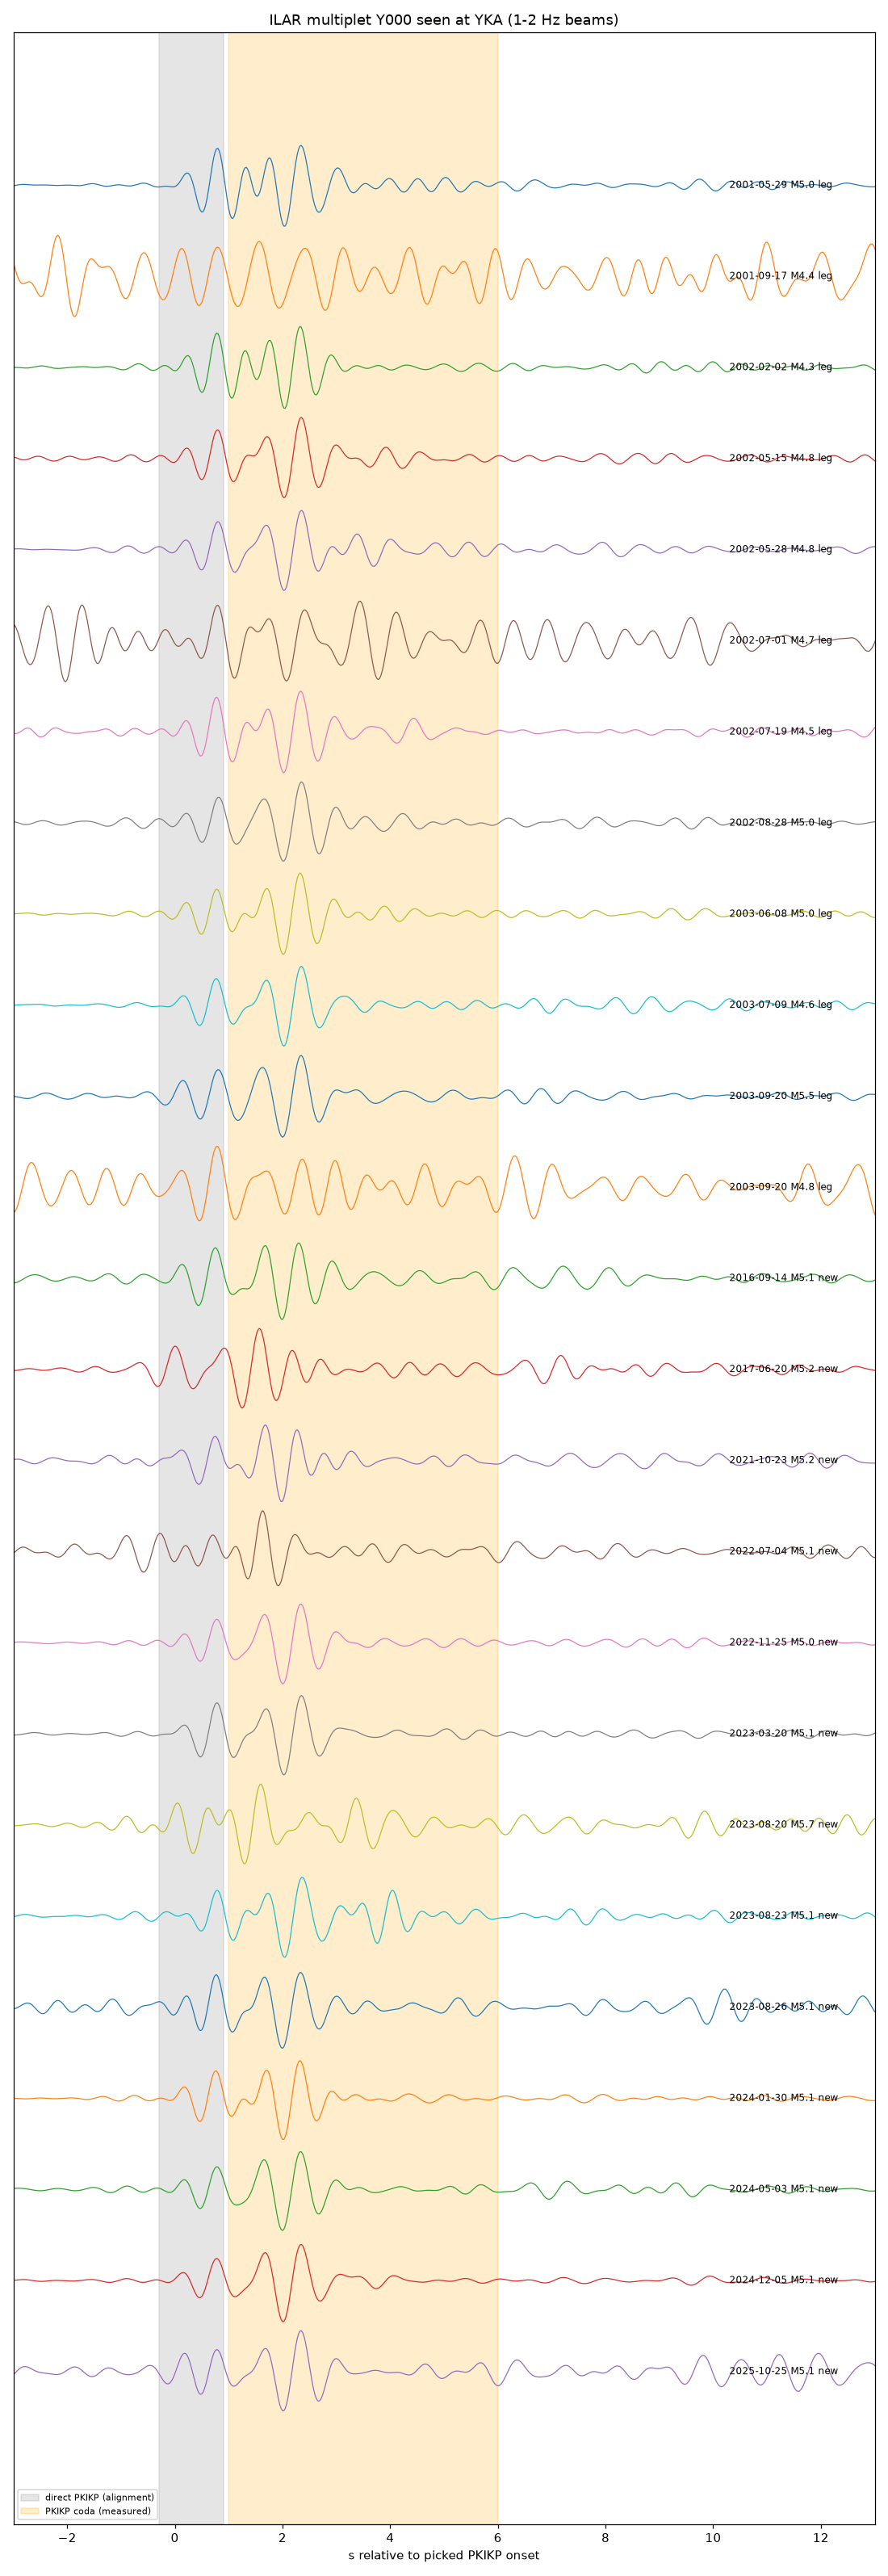 ILAR multiplet Y000 seen at YKA (1-2 Hz beams)
2001-05-29 M5.0 leg
2001-09-17 M4.4 leg
2002-02-02 M4.3 leg
2002-05-15 M4.8 leg
2002-05-28 M4.8 leg
2002-07-01 M4.7 leg
2002-07-19 M4.5 leg
2002-08-28 M5.0 leg
2003-06-08 M5.0 leg
2003-07-09 M4.6 leg
2003-09-20 M5.5 leg
2003-09-20 M4.8 leg
2016-09-14 M5.1 new
2017-06-20 M5.2 new
2021-10-23 M5.2 new
2022-07-04 M5.1 new
2022-11-25 M5.0 new
2023-03-20 M5.1 new
2023-08-20 M5.7 new
2023-08-23 M5.1 new
2023-08-26 M5.1 new
2024-01-30 M5.1 new
2024-05-03 M5.1 new
2024-12-05 M5.1 new
2025-10-25 M5.1 new
direct PKIKP (alignment)
PKIKP coda (measured)
−2 0 2 4 6 8 10 12
s relative to picked PKIKP onset